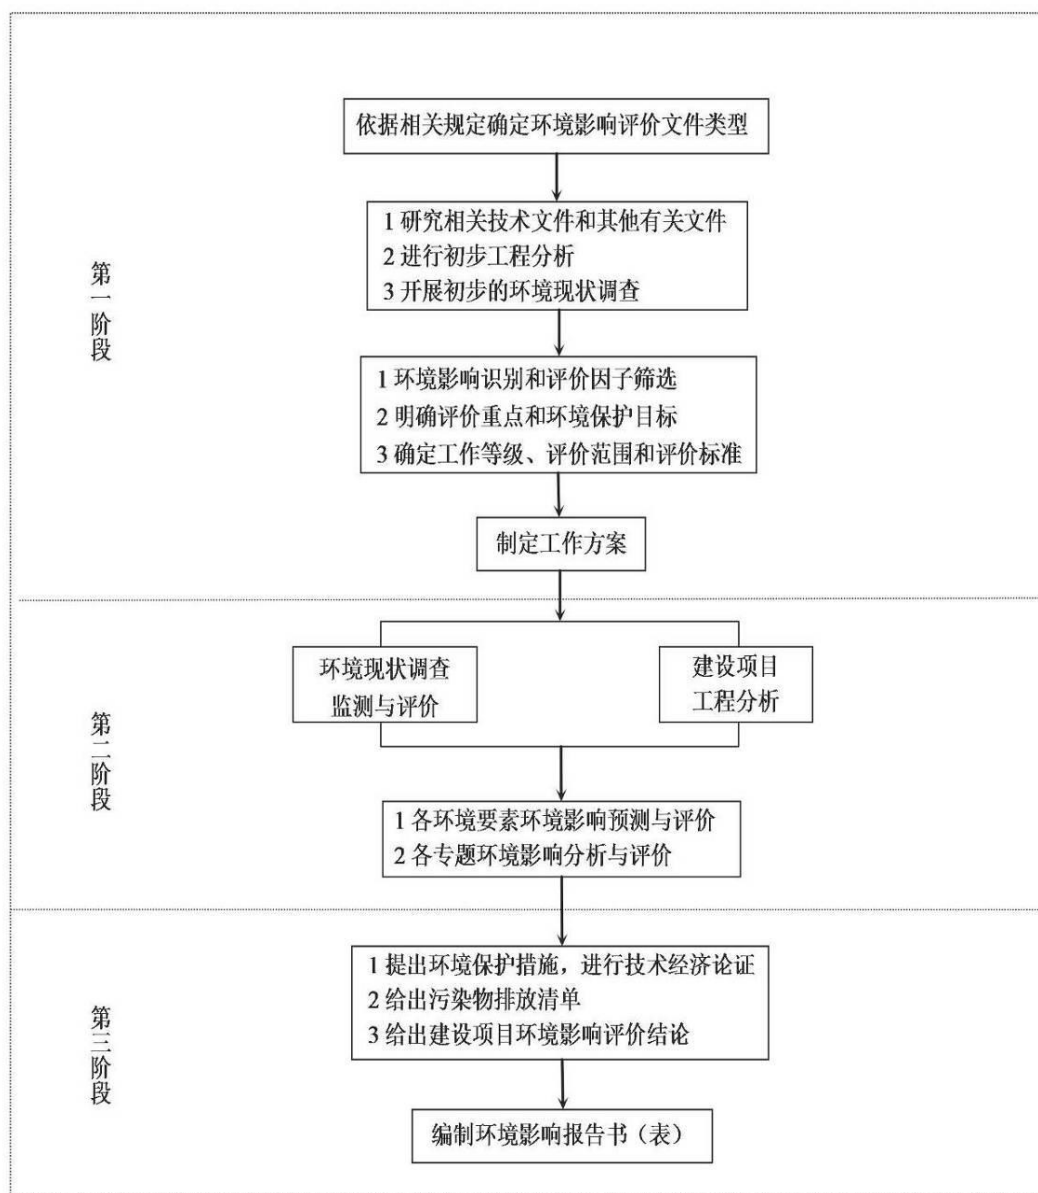 依据相关规定确定环境影响评价文件类型
1 研究相关技术文件和其他有关文件
2 进行初步工程分析
3 开展初步的环境现状调查
第一阶段
1 环境影响识别和评价因子筛选
2 明确评价重点和环境保护目标
3 确定工作等级、评价范围和评价标准
制定工作方案
第二阶段
环境现状调查
监测与评价
建设项目
工程分析
1 各环境要素环境影响预测与评价
2 各专题环境影响分析与评价
第三阶段
1 提出环境保护措施，进行技术经济论证
2 给出污染物排放清单
3 给出建设项目环境影响评价结论
编制环境影响报告书（表）